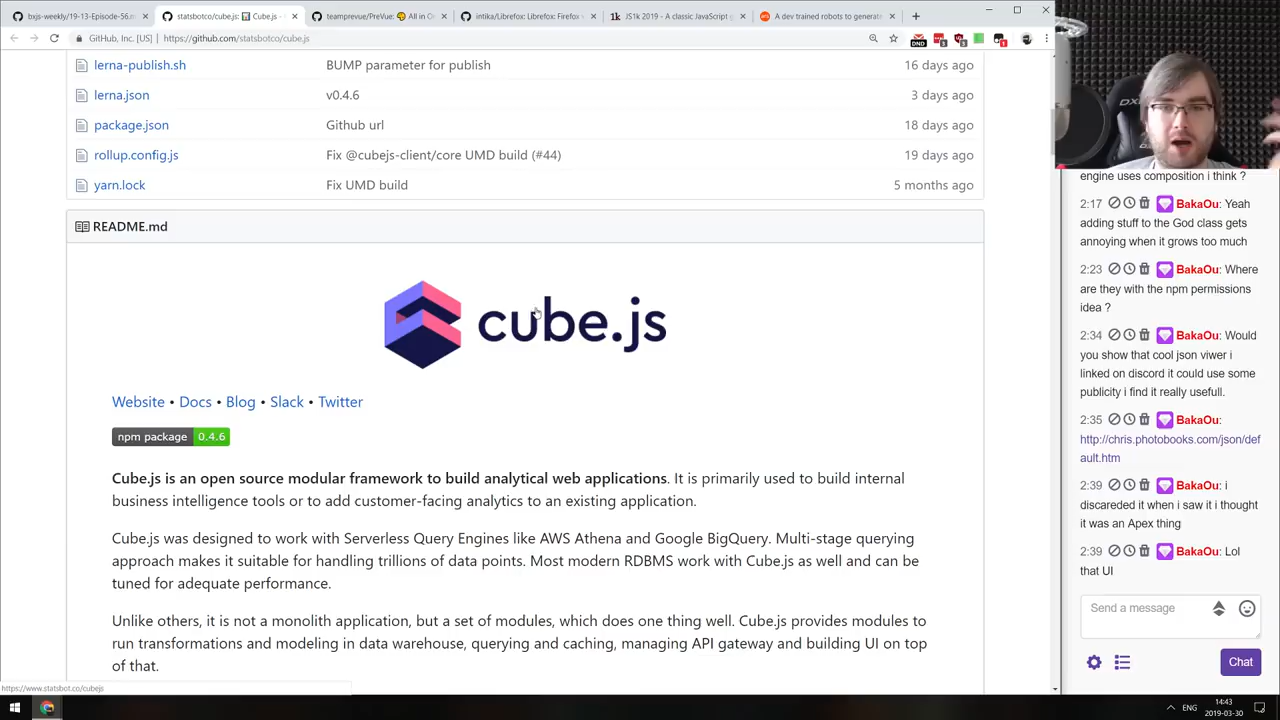 bxjs-weekly/19-13-Episode-56.m
statsbotco/cube.js: 📊 Cube.js -
teamprevue/PreVue: All in O
intika/Librefox: Librefox: Firefox
JS1k 2019 - A classic JavaScript
A dev trained robots to generate
GitHub, Inc. [US] | https://github.com/statsbotco/cube.js
DND
lerna-publish.sh BUMP parameter for publish 16 days ago
lerna.json v0.4.6 3 days ago
package.json Github url 18 days ago
rollup.config.js Fix @cubejs-client/core UMD build (#44) 19 days ago
yarn.lock Fix UMD build 5 months ago
README.md
cube.js
Website • Docs • Blog • Slack • Twitter
npm package 0.4.6
Cube.js is an open source modular framework to build analytical web applications. It is primarily used to build internal
business intelligence tools or to add customer-facing analytics to an existing application.
Cube.js was designed to work with Serverless Query Engines like AWS Athena and Google BigQuery. Multi-stage querying
approach makes it suitable for handling trillions of data points. Most modern RDBMS work with Cube.js as well and can be
tuned for adequate performance.
Unlike others, it is not a monolith application, but a set of modules, which does one thing well. Cube.js provides modules to
run transformations and modeling in data warehouse, querying and caching, managing API gateway and building UI on top
of that.
https://www.statsbot.co/cubejs
engine uses composition i think ?
2:17 BakaOu: Yeah
adding stuff to the God class gets
annoying when it grows too much
2:23 BakaOu: Where
are they with the npm permissions
idea ?
2:34 BakaOu: Would
you show that cool json viwer i
linked on discord it could use some
publicity i find it really usefull.
2:35 BakaOu:
http://chris.photobooks.com/json/def
ault.htm
2:39 BakaOu: i
discareded it when i saw it i thought
it was an Apex thing
2:39 BakaOu: Lol
that UI
Send a message
Chat
ENG
14:43
2019-03-30